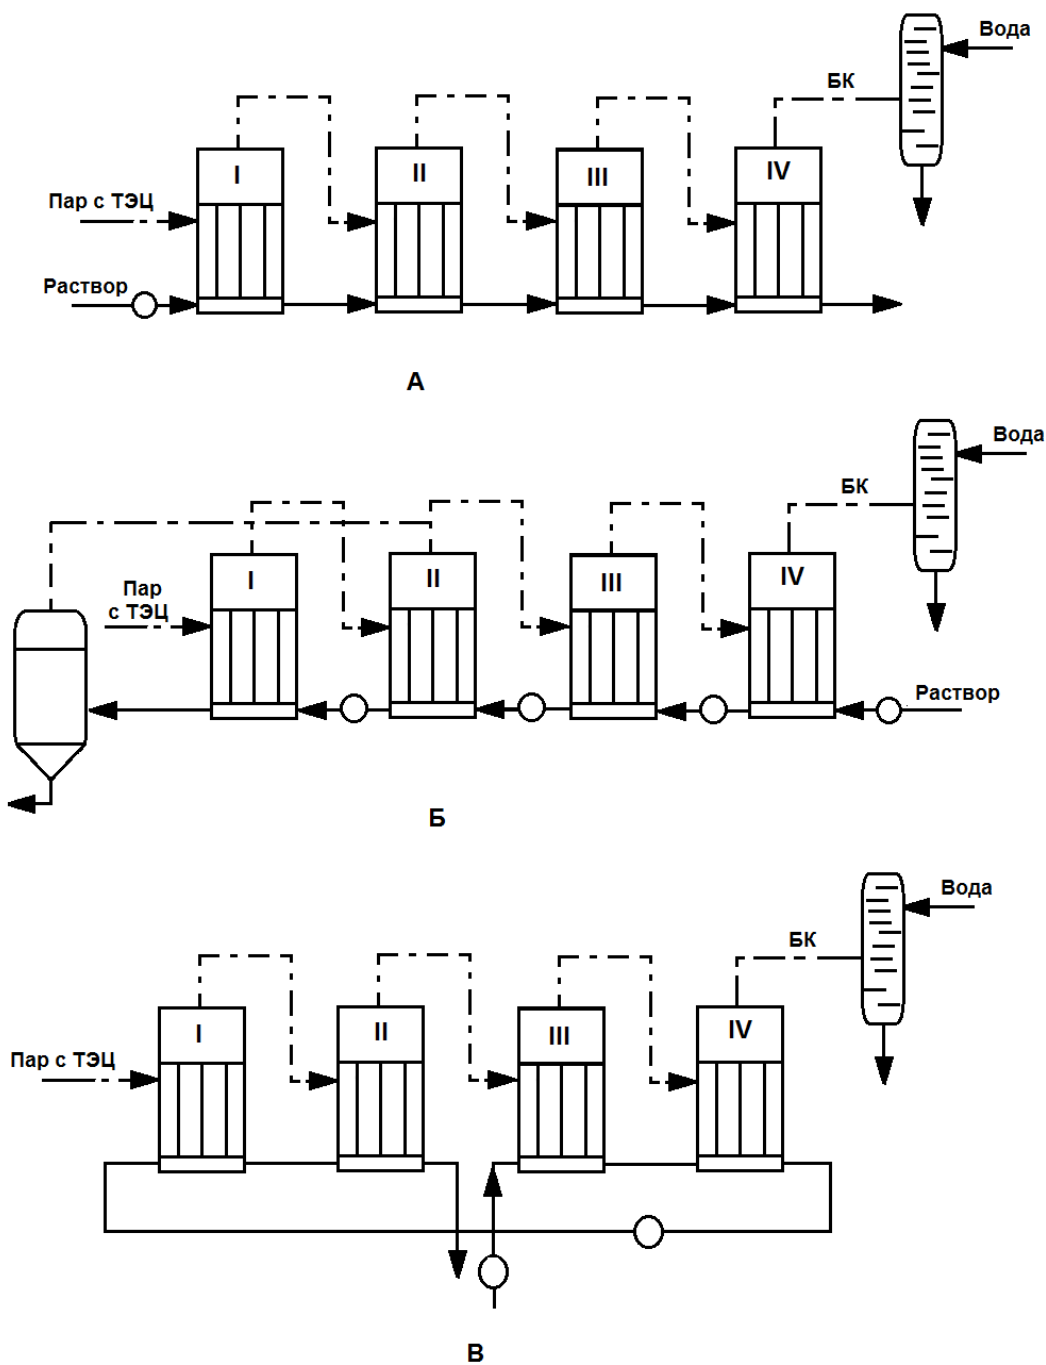 Вода
БК
I
II
III
IV
Пар с ТЭЦ
Раствор
А
Вода
БК
I
II
III
IV
Пар
с ТЭЦ
Раствор
Б
Вода
БК
I
II
III
IV
Пар с ТЭЦ
В